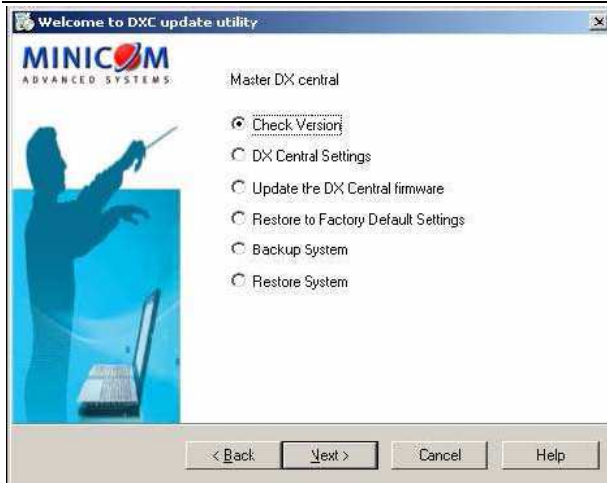 Welcome to DXC update utility
MINICOM
ADVANCED SYSTEMS
Master DX central
Check Version
DX Central Settings
Update the DX Central firmware
Restore to Factory Default Settings
Backup System
Restore System
< Back
Next >
Cancel
Help